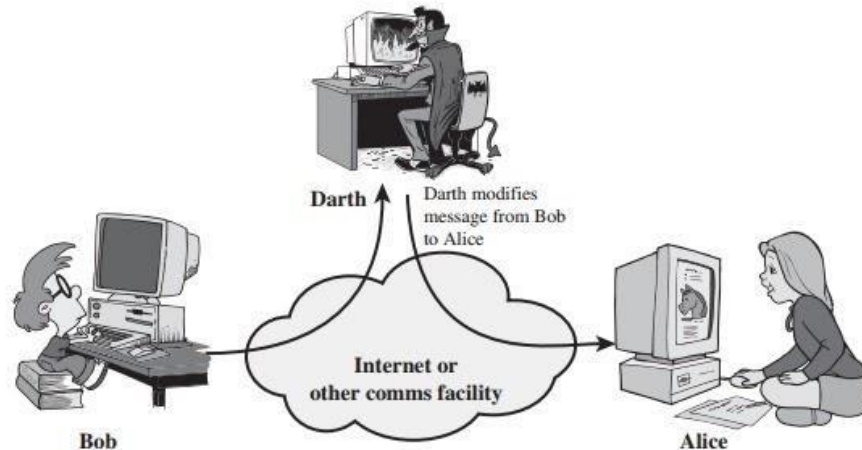 Darth
Darth modifies
message from Bob
to Alice
Internet or
other comms facility
Bob
Alice